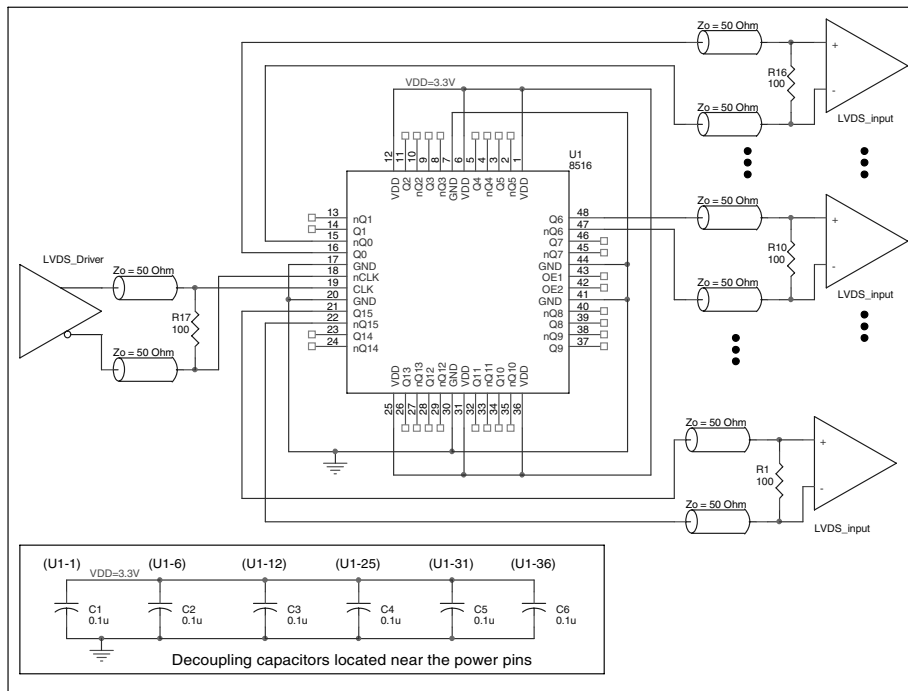 Zo = 50 Ohm
+
R16
100
-
LVDS_input
Zo = 50 Ohm
VDD=3.3V
U1
8516
12
11
10
9
8
7
6
5
4
3
2
1
VDD
Q2
nQ2
Q3
nQ3
GND
VDD
Q4
nQ4
Q5
nQ5
VDD
13 nQ1
14 Q1
15 nQ0
16 Q0
17 GND
18 nCLK
19 CLK
20 GND
21 Q15
22 nQ15
23 Q14
24 nQ14
Q6 48
nQ6 47
Q7 46
nQ7 45
GND 44
OE1 43
OE2 42
GND 41
nQ8 40
Q8 39
nQ9 38
Q9 37
VDD
Q13
nQ13
Q12
nQ12
GND
VDD
Q11
nQ11
Q10
nQ10
VDD
25
26
27
28
29
30
31
32
33
34
35
36
LVDS_Driver
Zo = 50 Ohm
R17
100
Zo = 50 Ohm
Zo = 50 Ohm
+
R10
100
-
Zo = 50 Ohm
LVDS_input
Zo = 50 Ohm
+
R1
100
-
Zo = 50 Ohm
LVDS_input
(U1-1) (U1-6) (U1-12) (U1-25) (U1-31) (U1-36)
VDD=3.3V
C1 C2 C3 C4 C5 C6
0.1u 0.1u 0.1u 0.1u 0.1u 0.1u
Decoupling capacitors located near the power pins